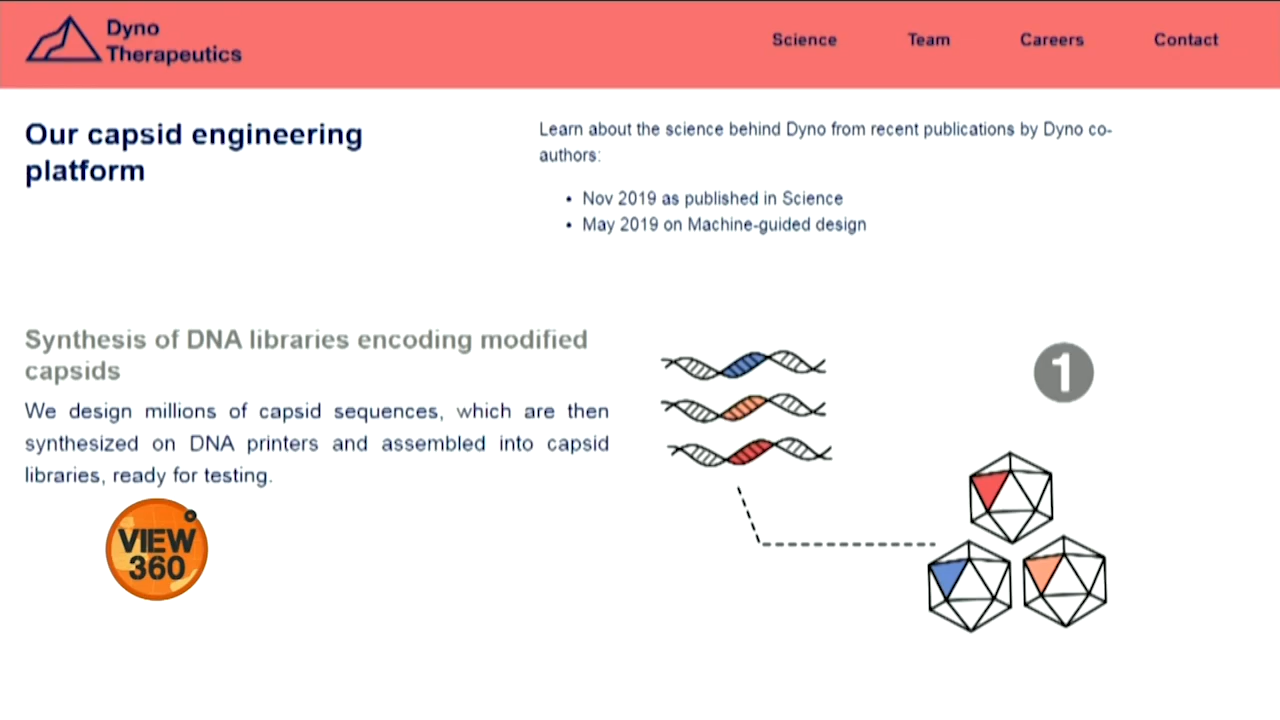 Dyno
Therapeutics
Science
Team
Careers
Contact
Our capsid engineering
platform
Learn about the science behind Dyno from recent publications by Dyno co-
authors:
• Nov 2019 as published in Science
• May 2019 on Machine-guided design
Synthesis of DNA libraries encoding modified
capsids
We design millions of capsid sequences, which are then
synthesized on DNA printers and assembled into capsid
libraries, ready for testing.
1
VIEW
360